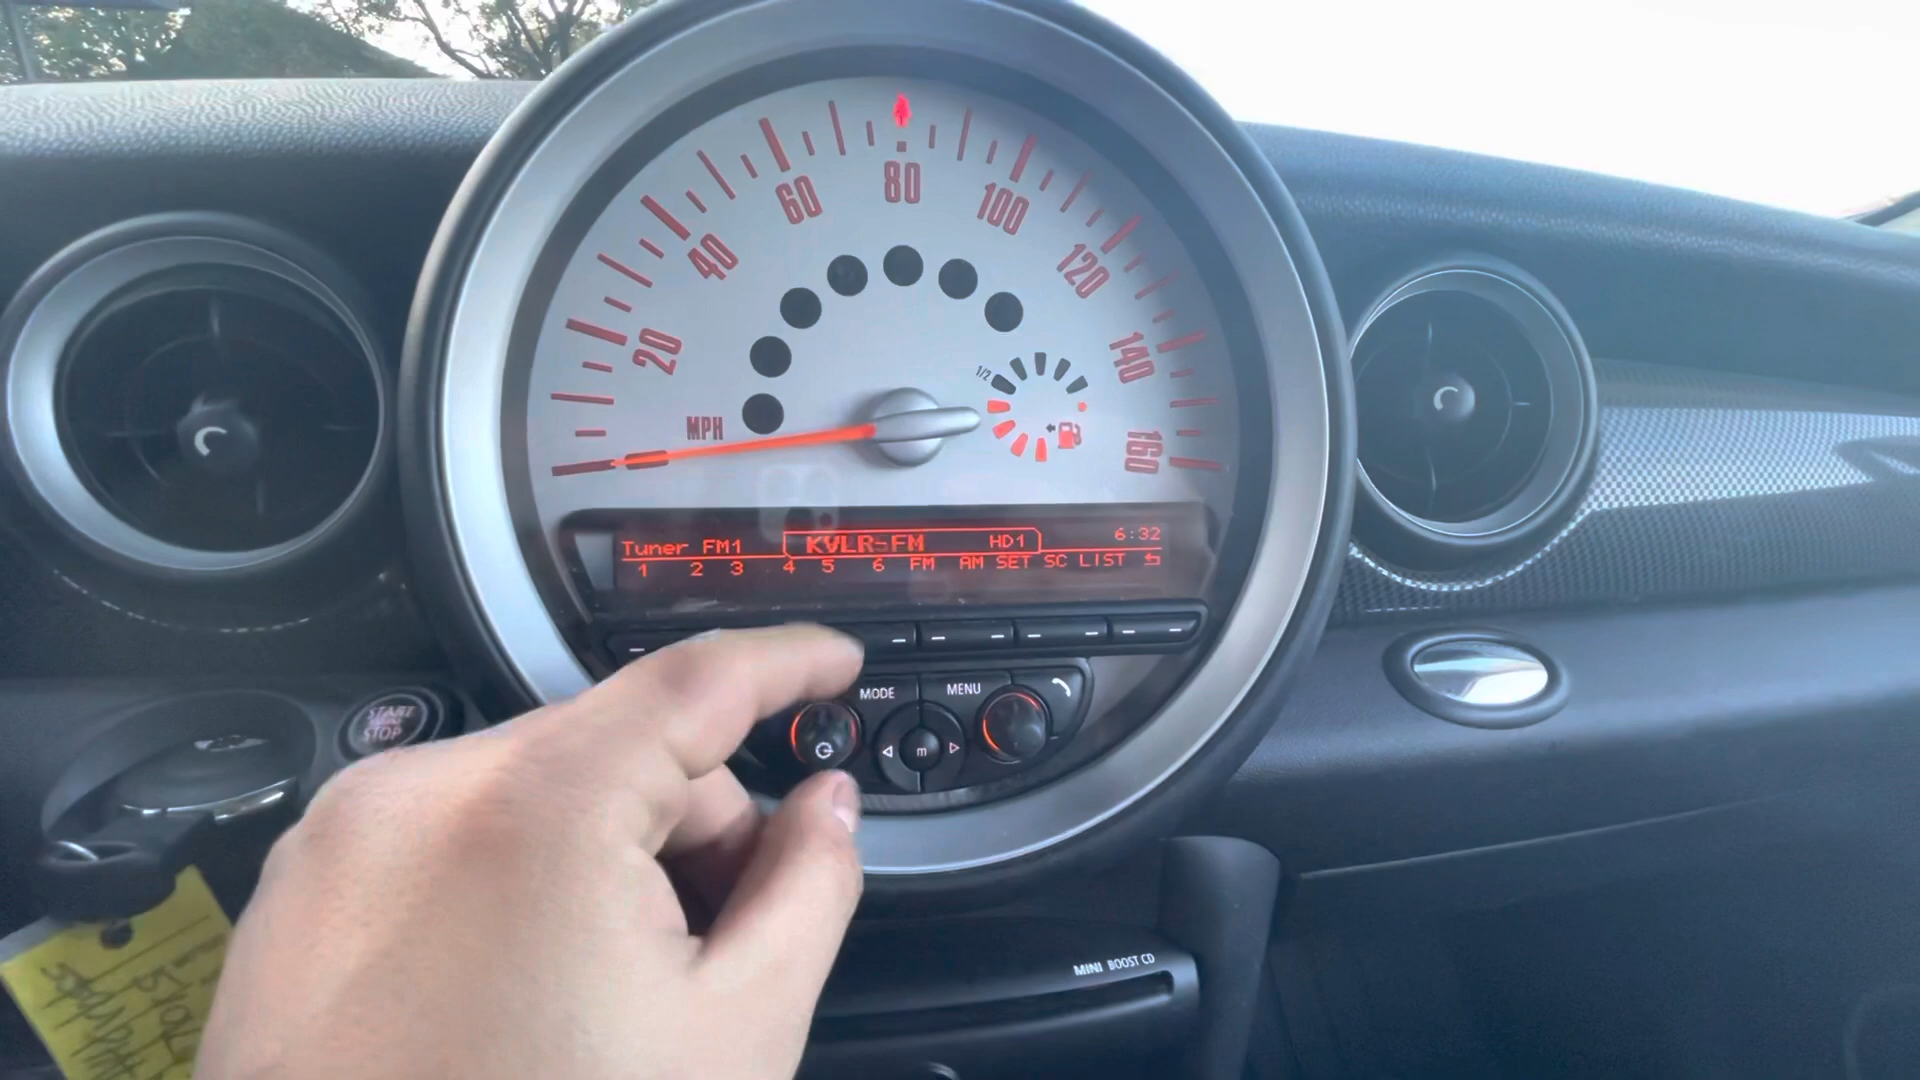 20
40
60
80
100
120
140
160
MPH
1/2
Tuner FM1 KVLR-FM HD1 6:32
1 2 3 4 5 6 FM AM SET SC LIST
MODE MENU
START
STOP
m
MINI BOOST CD